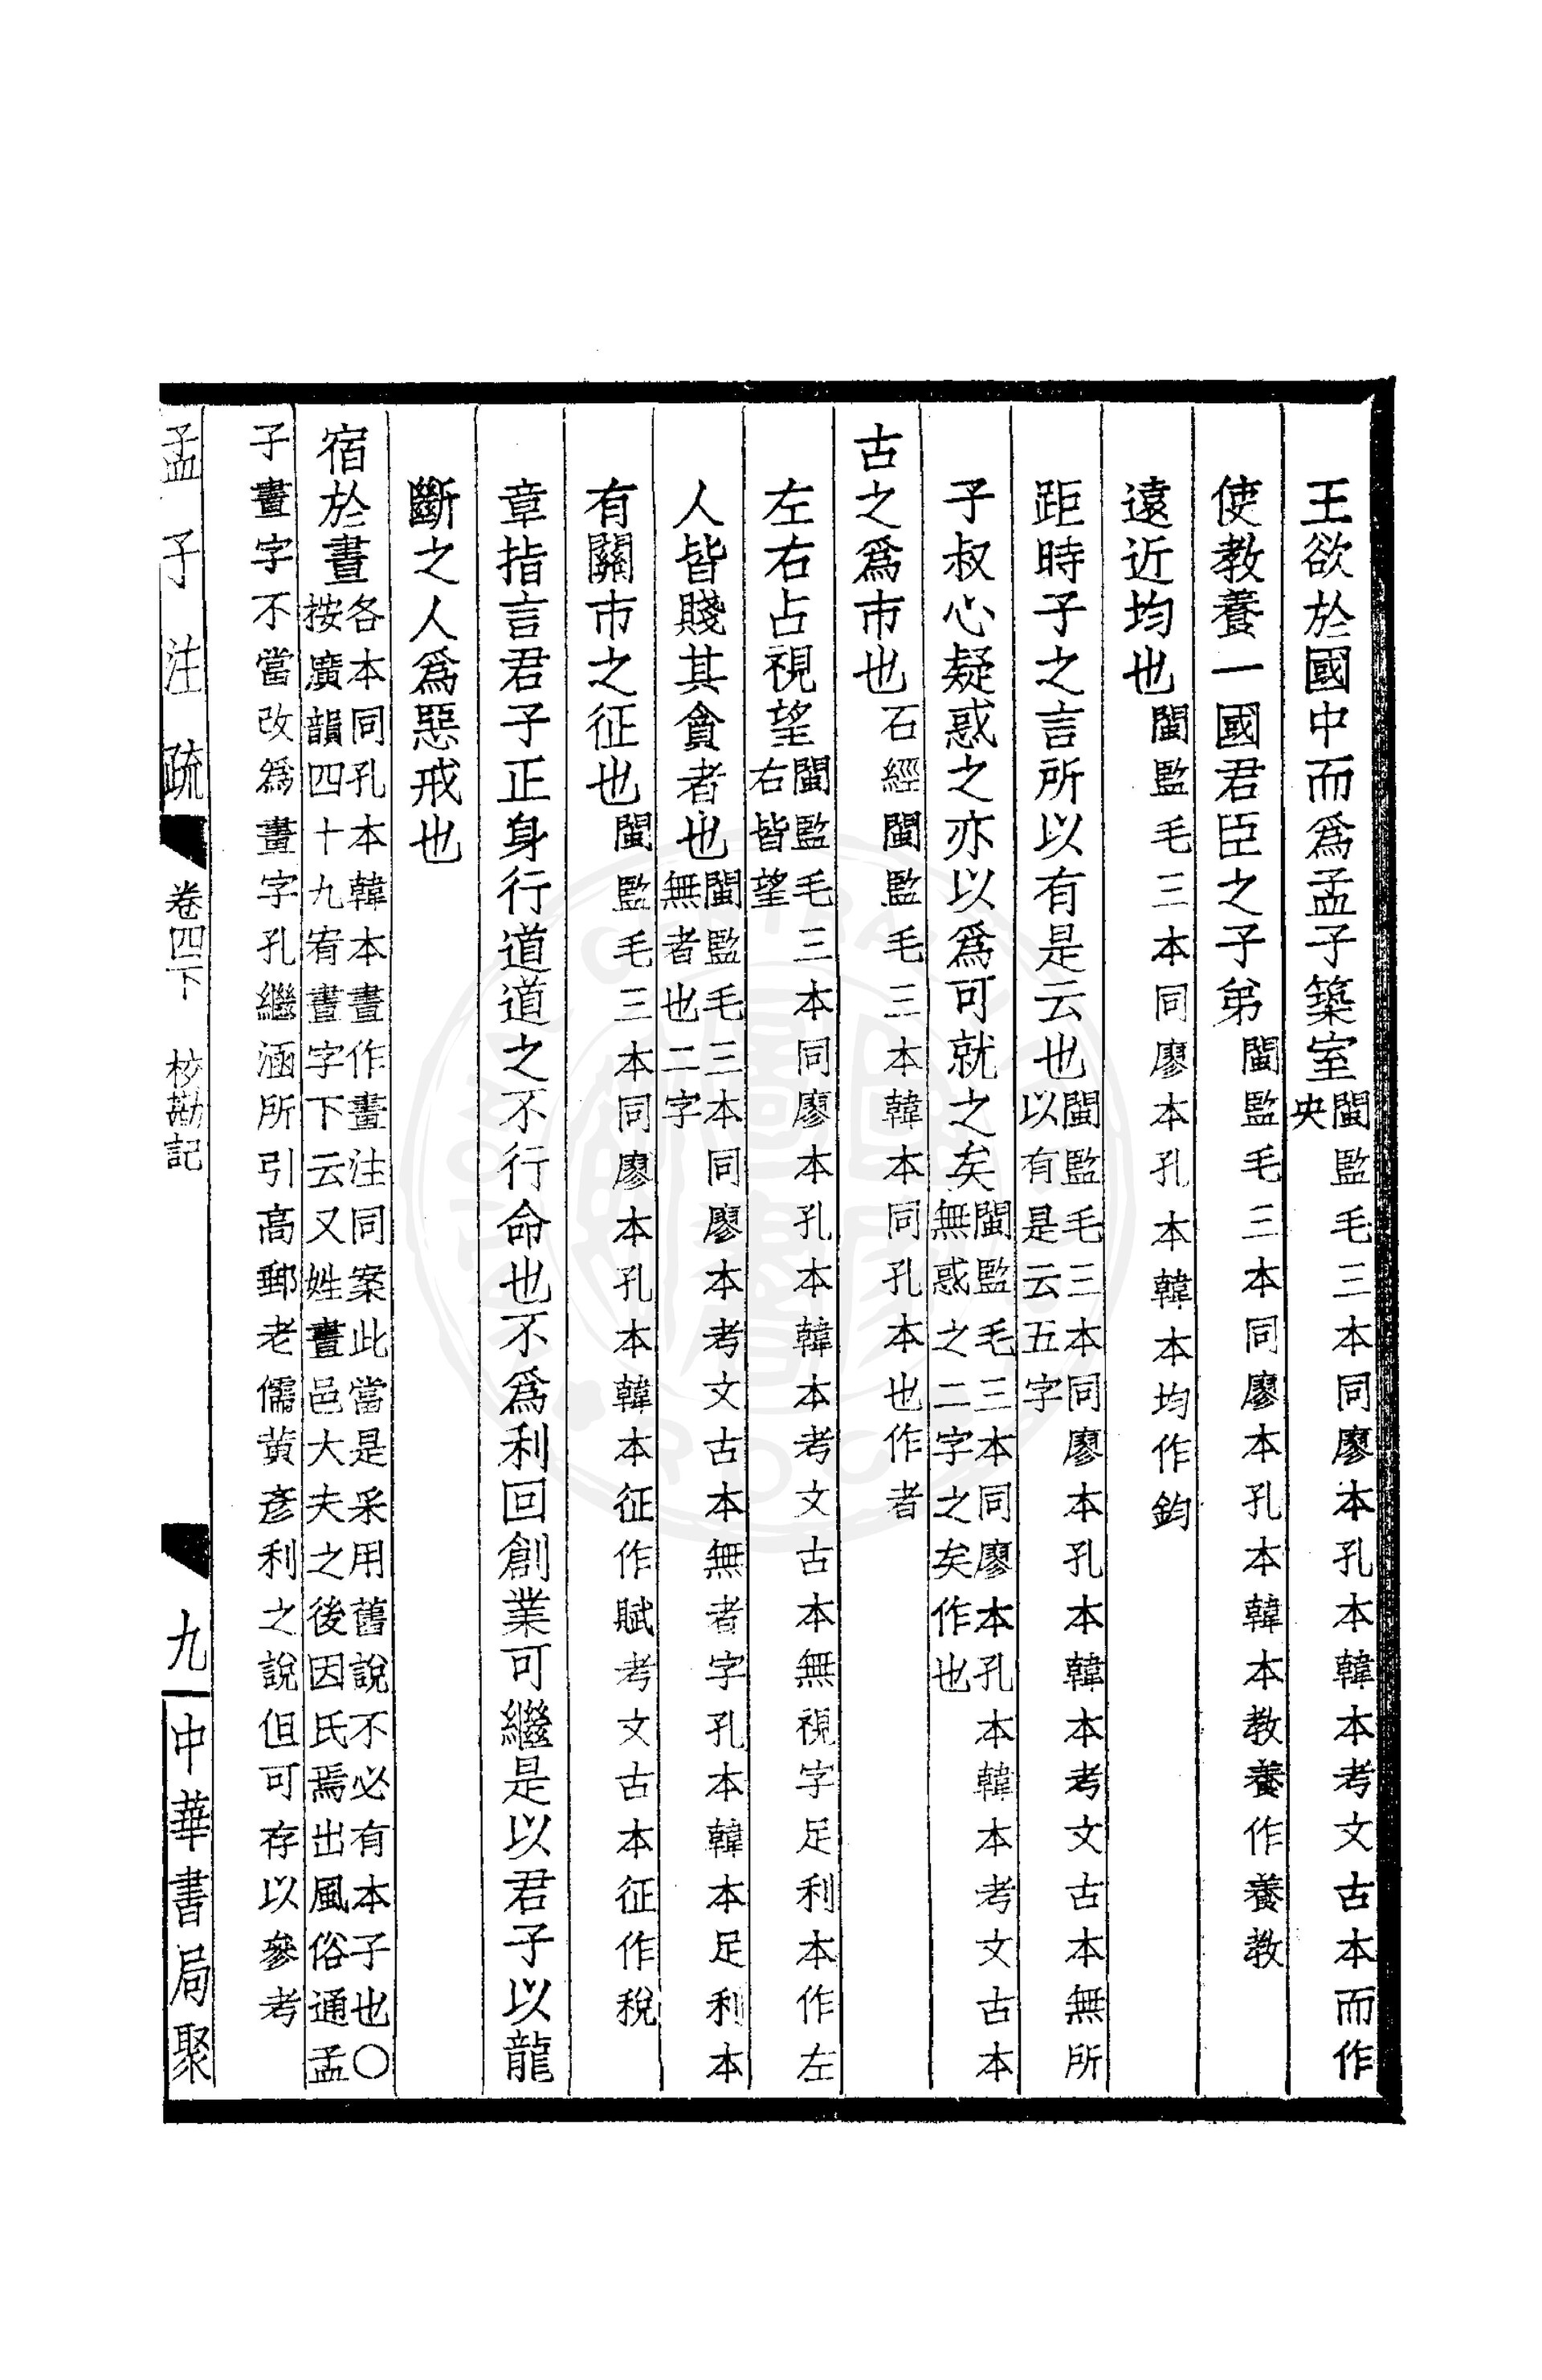 王欲於國中而爲孟子築室閩監毛三本同廖本孔本韓本考文古本而作央
使教養一國君臣之子弟閩監毛三本同廖本孔本韓本教養作養教
遠近均也閩監毛三本同廖本孔本韓本均作鈞
距時子之言所以有是云也閩監毛三本同廖本孔本韓本考文古本無所以有是云五字
子叔心疑惑之亦以爲可就之矣閩監毛三本同廖本孔本韓本考文古本無惑之二字之矣作也
古之爲市也石經閩監毛三本韓本同孔本也作者
左右占視望閩監毛三本同廖本孔本韓本考文古本無視字足利本作左右皆望
人皆賤其貪者也閩監毛三本同廖本考文古本無者字孔本韓本足利本無者也二字
有關市之征也閩監毛三本同廖本孔本韓本征作賦考文古本征作稅
章指言君子正身行道道之不行命也不爲利回創業可繼是以君子以龍
斷之人爲惡戒也
宿於晝各本同孔本韓本晝作畫注同案此當是采用舊說不必有本子也○按廣韻四十九宥晝字下云又姓晝邑大夫之後因氏焉出風俗通孟
子晝字不當改爲畫字孔繼涵所引高郵老儒黃彥利之說但可存以參考
孟子注疏 卷四下 校勘記 九 中華書局聚